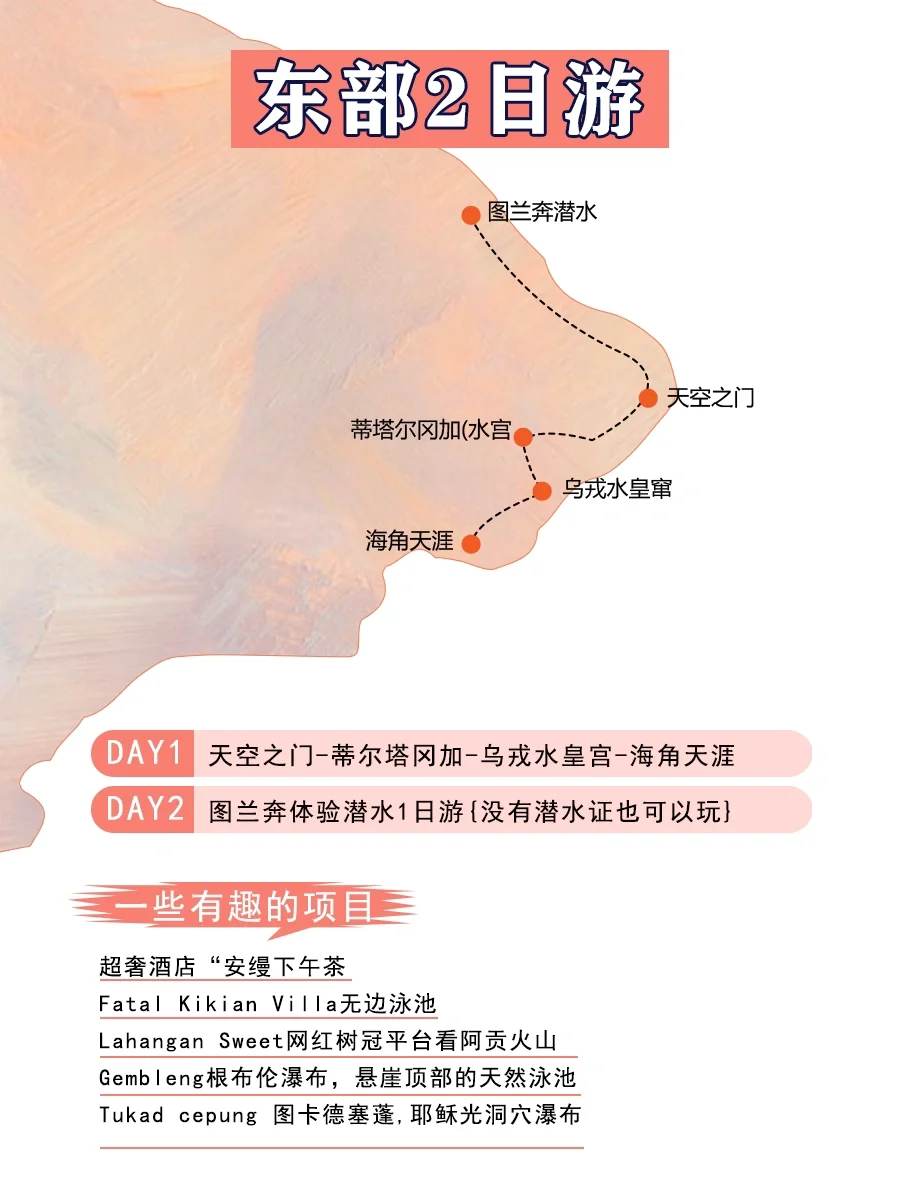 东部2日游
图兰奔潜水
天空之门
蒂塔尔冈加(水宫
乌戎水皇窜
海角天涯
DAY1 天空之门-蒂尔塔冈加-乌戎水皇宫-海角天涯
DAY2 图兰奔体验潜水1日游{没有潜水证也可以玩}
一些有趣的项目
超奢酒店“安缦下午茶
Fatal Kikian Villa无边泳池
Lahangan Sweet网红树冠平台看阿贡火山
Gembleng根布伦瀑布，悬崖顶部的天然泳池
Tukad cepung 图卡德塞蓬,耶稣光洞穴瀑布